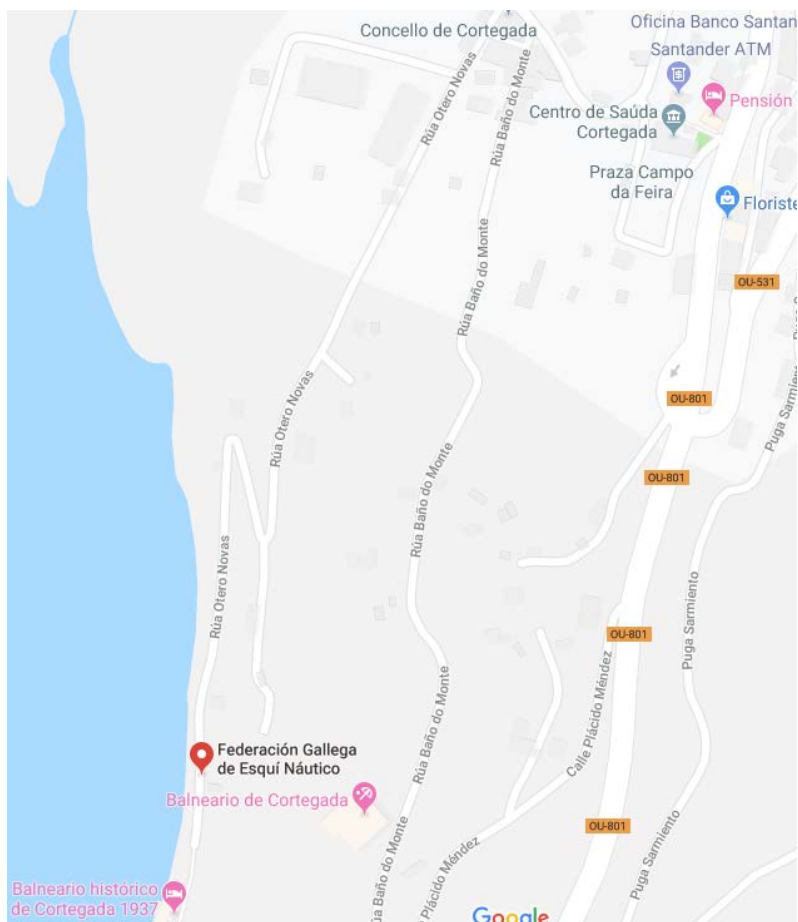 Oficina Banco Santan
Concello de Cortegada
Santander ATM
Rúa Otero Novas
Rúa Baño do Monte
Pensión
Centro de Saúda
Cortegada
Praza Campo
da Feira
Floriste
OU-531
Rúa Baño do Monte
Puga S
OU-801
Rúa Otero Novas
Puga Sarmiento
Rúa Baño do Monte
OU-801
Rúa Otero Novas
Puga Sarmiento
OU-801
Calle Plácido Méndez
Rúa Baño do Monte
Federación Gallega
de Esquí Náutico
Balneario de Cortegada
OU-801
Rúa Baño do Monte
Calle Plácido Méndez
Puga Sarmiento
Balneario histórico
de Cortegada 1937
Google